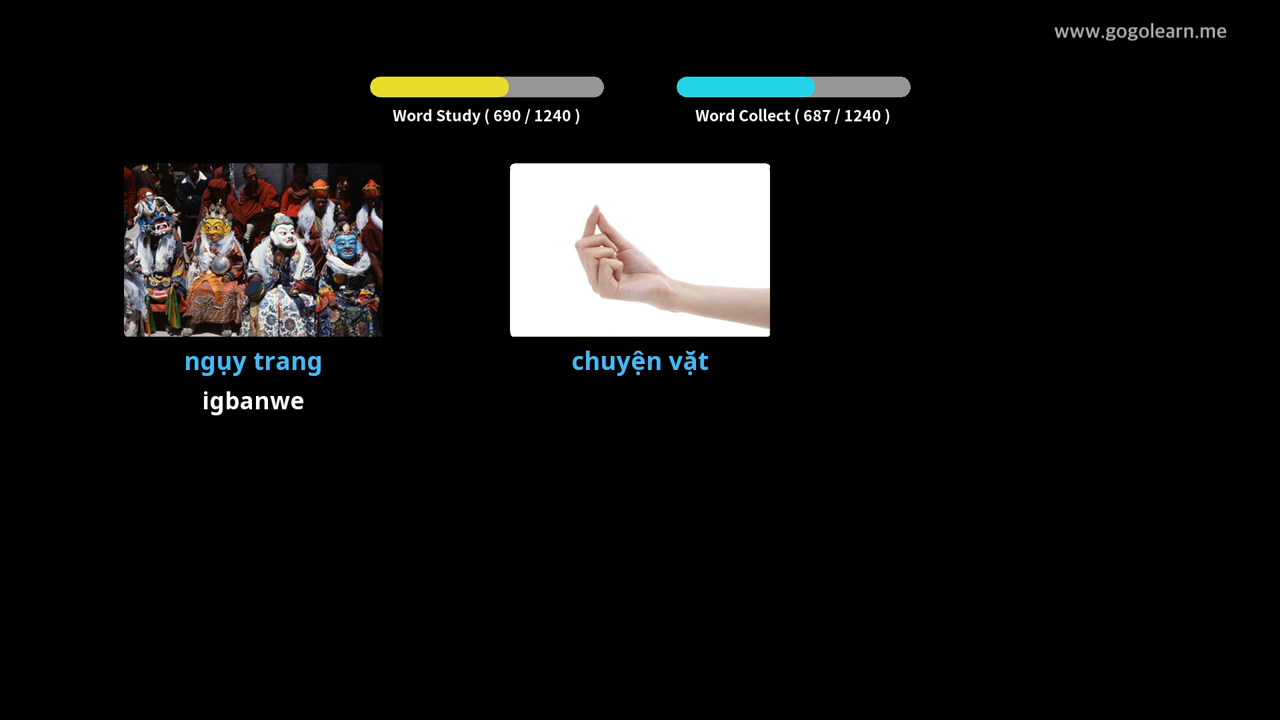 www.gogolearn.me
Word Study ( 690 / 1240 )
Word Collect ( 687 / 1240 )
ngụy trang
chuyện vặt
igbanwe